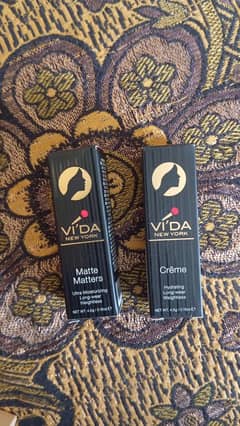 VI'DA
NEW YORK
Matte
Matters
Ultra Moisturizing
Long-wear
Weightless
VI'DA
NEW YORK
Crème
Hydrating
Long-wear
Weightless